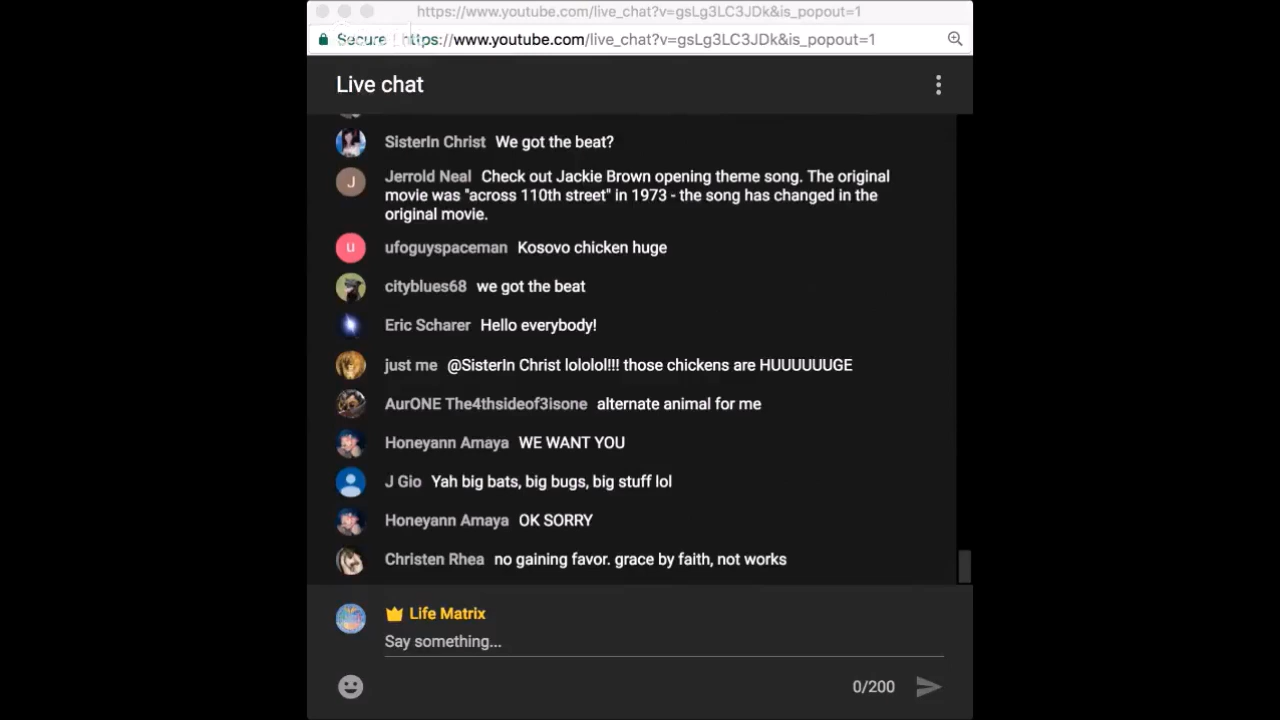 https://www.youtube.com/live_chat?v=gsLg3LC3JDk&is_popout=1
Secure https://www.youtube.com/live_chat?v=gsLg3LC3JDk&is_popout=1
Live chat
SisterIn Christ We got the beat?
J Jerrold Neal Check out Jackie Brown opening theme song. The original
movie was "across 110th street" in 1973 - the song has changed in the
original movie.
u ufoguyspaceman Kosovo chicken huge
cityblues68 we got the beat
Eric Scharer Hello everybody!
just me @SisterIn Christ lololol!!! those chickens are HUUUUUUGE
AurONE The4thsideof3isone alternate animal for me
Honeyann Amaya WE WANT YOU
J Gio Yah big bats, big bugs, big stuff lol
Honeyann Amaya OK SORRY
Christen Rhea no gaining favor. grace by faith, not works
Life Matrix
Say something...
0/200